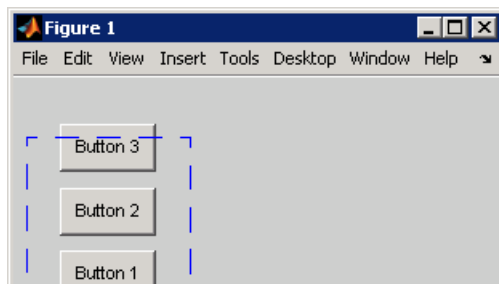 Figure 1
File Edit View Insert Tools Desktop Window Help
Button 3
Button 2
Button 1